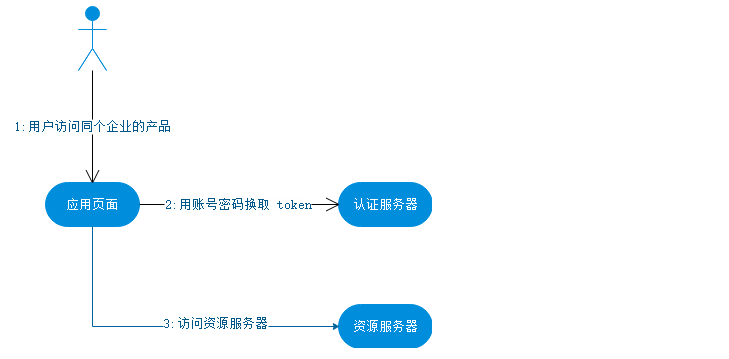 1:用户访问同个企业的产品
应用页面
2:用账号密码换取 token
认证服务器
3:访问资源服务器
资源服务器